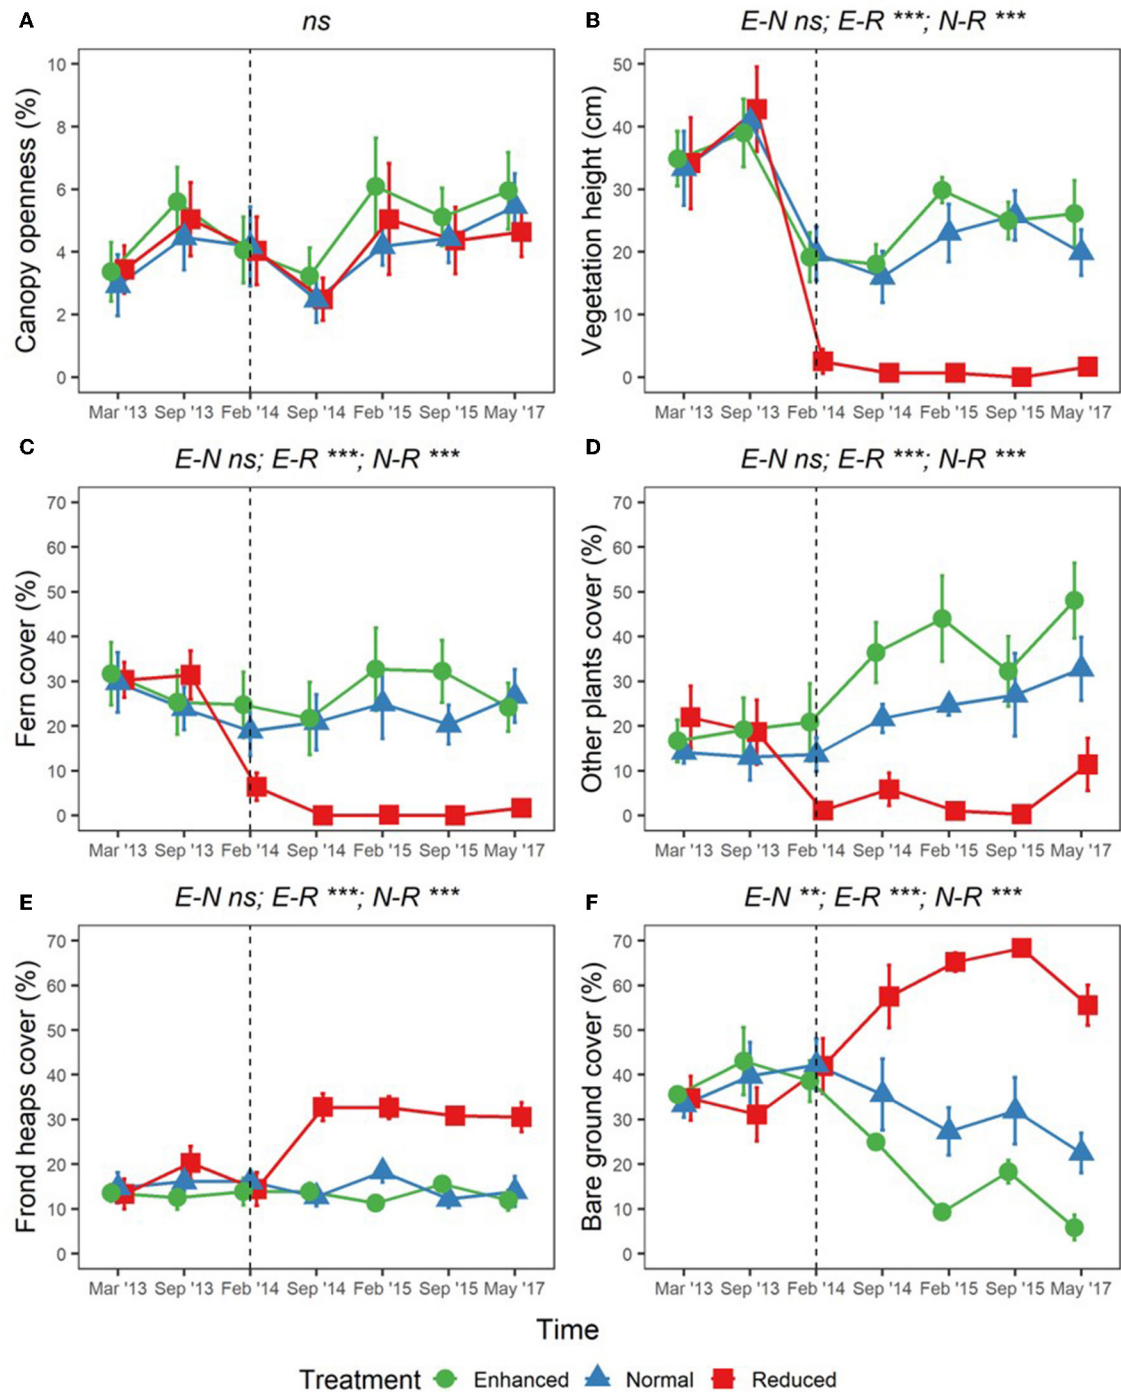 A ns B E-N ns; E-R ***; N-R ***
Canopy openness (%)
10
8
6
4
2
0
Mar '13 Sep '13 Feb '14 Sep '14 Feb '15 Sep '15 May '17
Vegetation height (cm)
50
40
30
20
10
0
Mar '13 Sep '13 Feb '14 Sep '14 Feb '15 Sep '15 May '17
C E-N ns; E-R ***; N-R *** D E-N ns; E-R ***; N-R ***
Fern cover (%)
70
60
50
40
30
20
10
0
Mar '13 Sep '13 Feb '14 Sep '14 Feb '15 Sep '15 May '17
Other plants cover (%)
70
60
50
40
30
20
10
0
Mar '13 Sep '13 Feb '14 Sep '14 Feb '15 Sep '15 May '17
E E-N ns; E-R ***; N-R *** F E-N **; E-R ***; N-R ***
Frond heaps cover (%)
70
60
50
40
30
20
10
0
Mar '13 Sep '13 Feb '14 Sep '14 Feb '15 Sep '15 May '17
Bare ground cover (%)
70
60
50
40
30
20
10
0
Mar '13 Sep '13 Feb '14 Sep '14 Feb '15 Sep '15 May '17
Time
Treatment Enhanced Normal Reduced